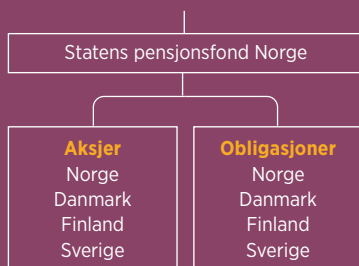 Statens pensjonsfond Norge
Aksjer
Norge
Danmark
Finland
Sverige
Obligasjoner
Norge
Danmark
Finland
Sverige